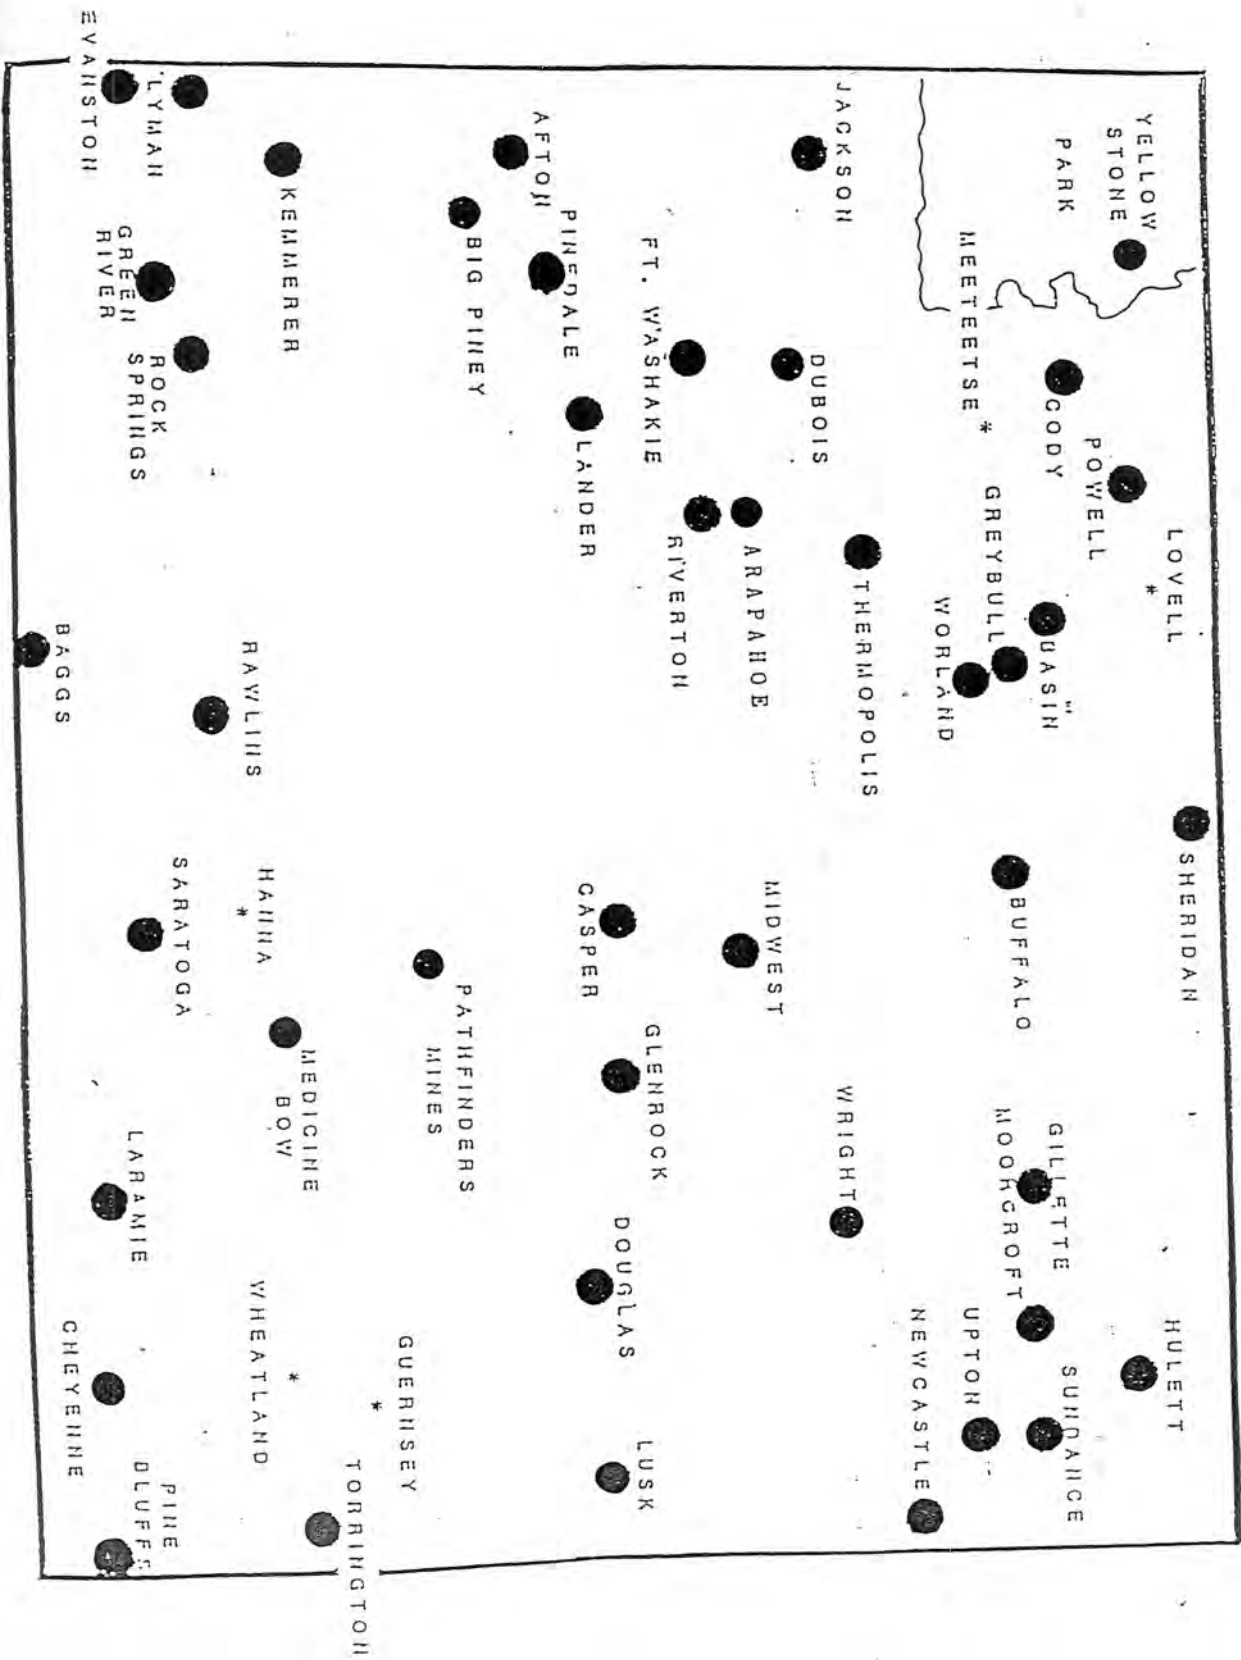 YELLOW
STONE
PARK
LOVELL
*
SHERIDAN
HULETT
POWELL
CODY
BASIN
GILLETTE
SUNDANCE
GREYBULL
BUFFALO
MOORCROFT
MEETEETSE *
WORLAND
UPTON
NEWCASTLE
JACKSON
THERMOPOLIS
WRIGHT
DUBOIS
ARAPAHOE
MIDWEST
FT. WASHAKIE
RIVERTON
GLENROCK
LUSK
DOUGLAS
AFTON
PINEDALE
LANDER
CASPER
BIG PINEY
PATHFINDERS
MINES
GUERNSEY
*
TORRINGTON
KEMMERER
MEDICINE
BOW
HANNA
*
WHEATLAND
*
RAWLINS
LYMAN
ROCK
SPRINGS
SARATOGA
GREEN
RIVER
LARAMIE
PINE
BLUFFS
EVANSTON
BAGGS
CHEYENNE